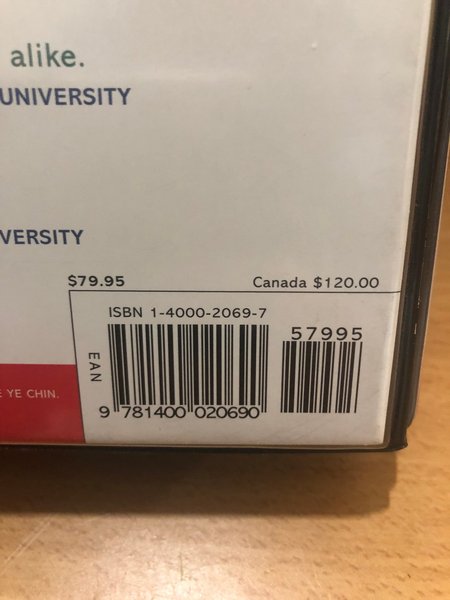 alike.
UNIVERSITY
VERSITY
$79.95 Canada $120.00
ISBN 1-4000-2069-7
57995
EAN
E YE CHIN.
9 781400 020690